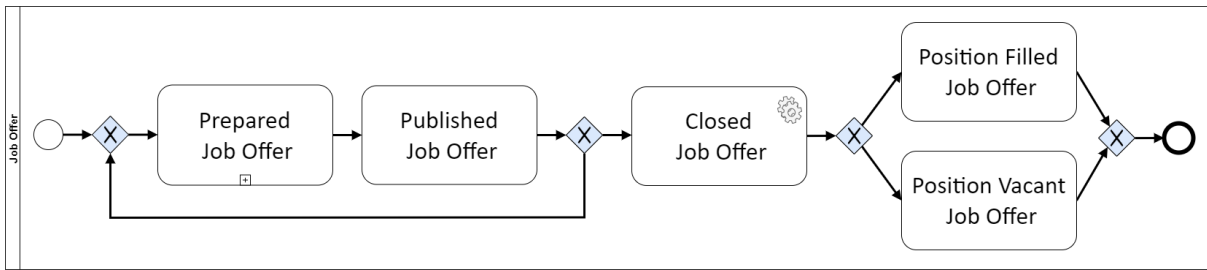 Job Offer
X
Prepared
Job Offer
Published
Job Offer
X
Closed
Job Offer
X
Position Filled
Job Offer
Position Vacant
Job Offer
X